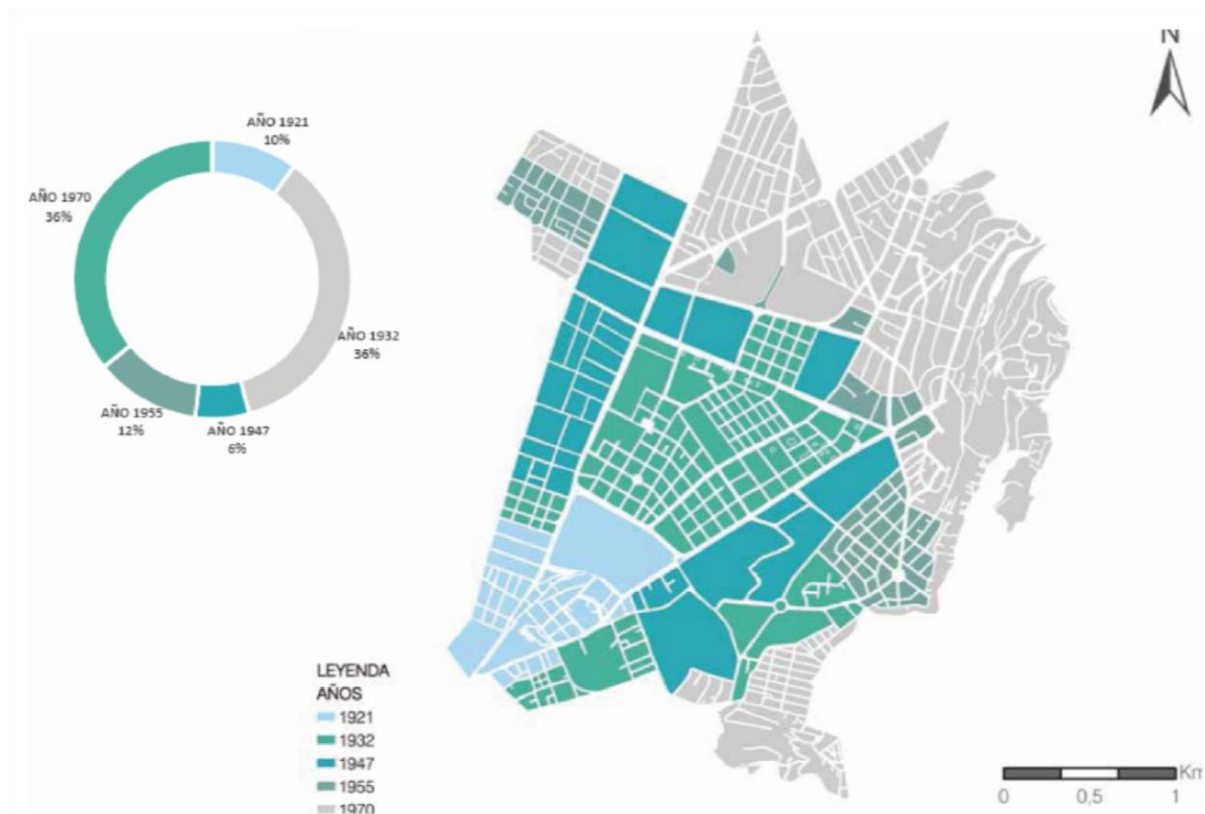 N
AÑO 1921
10%
AÑO 1970
36%
AÑO 1932
36%
AÑO 1955
12%
AÑO 1947
6%
LEYENDA
AÑOS
1921
1932
1947
1955
1970
Km
0 0,5 1